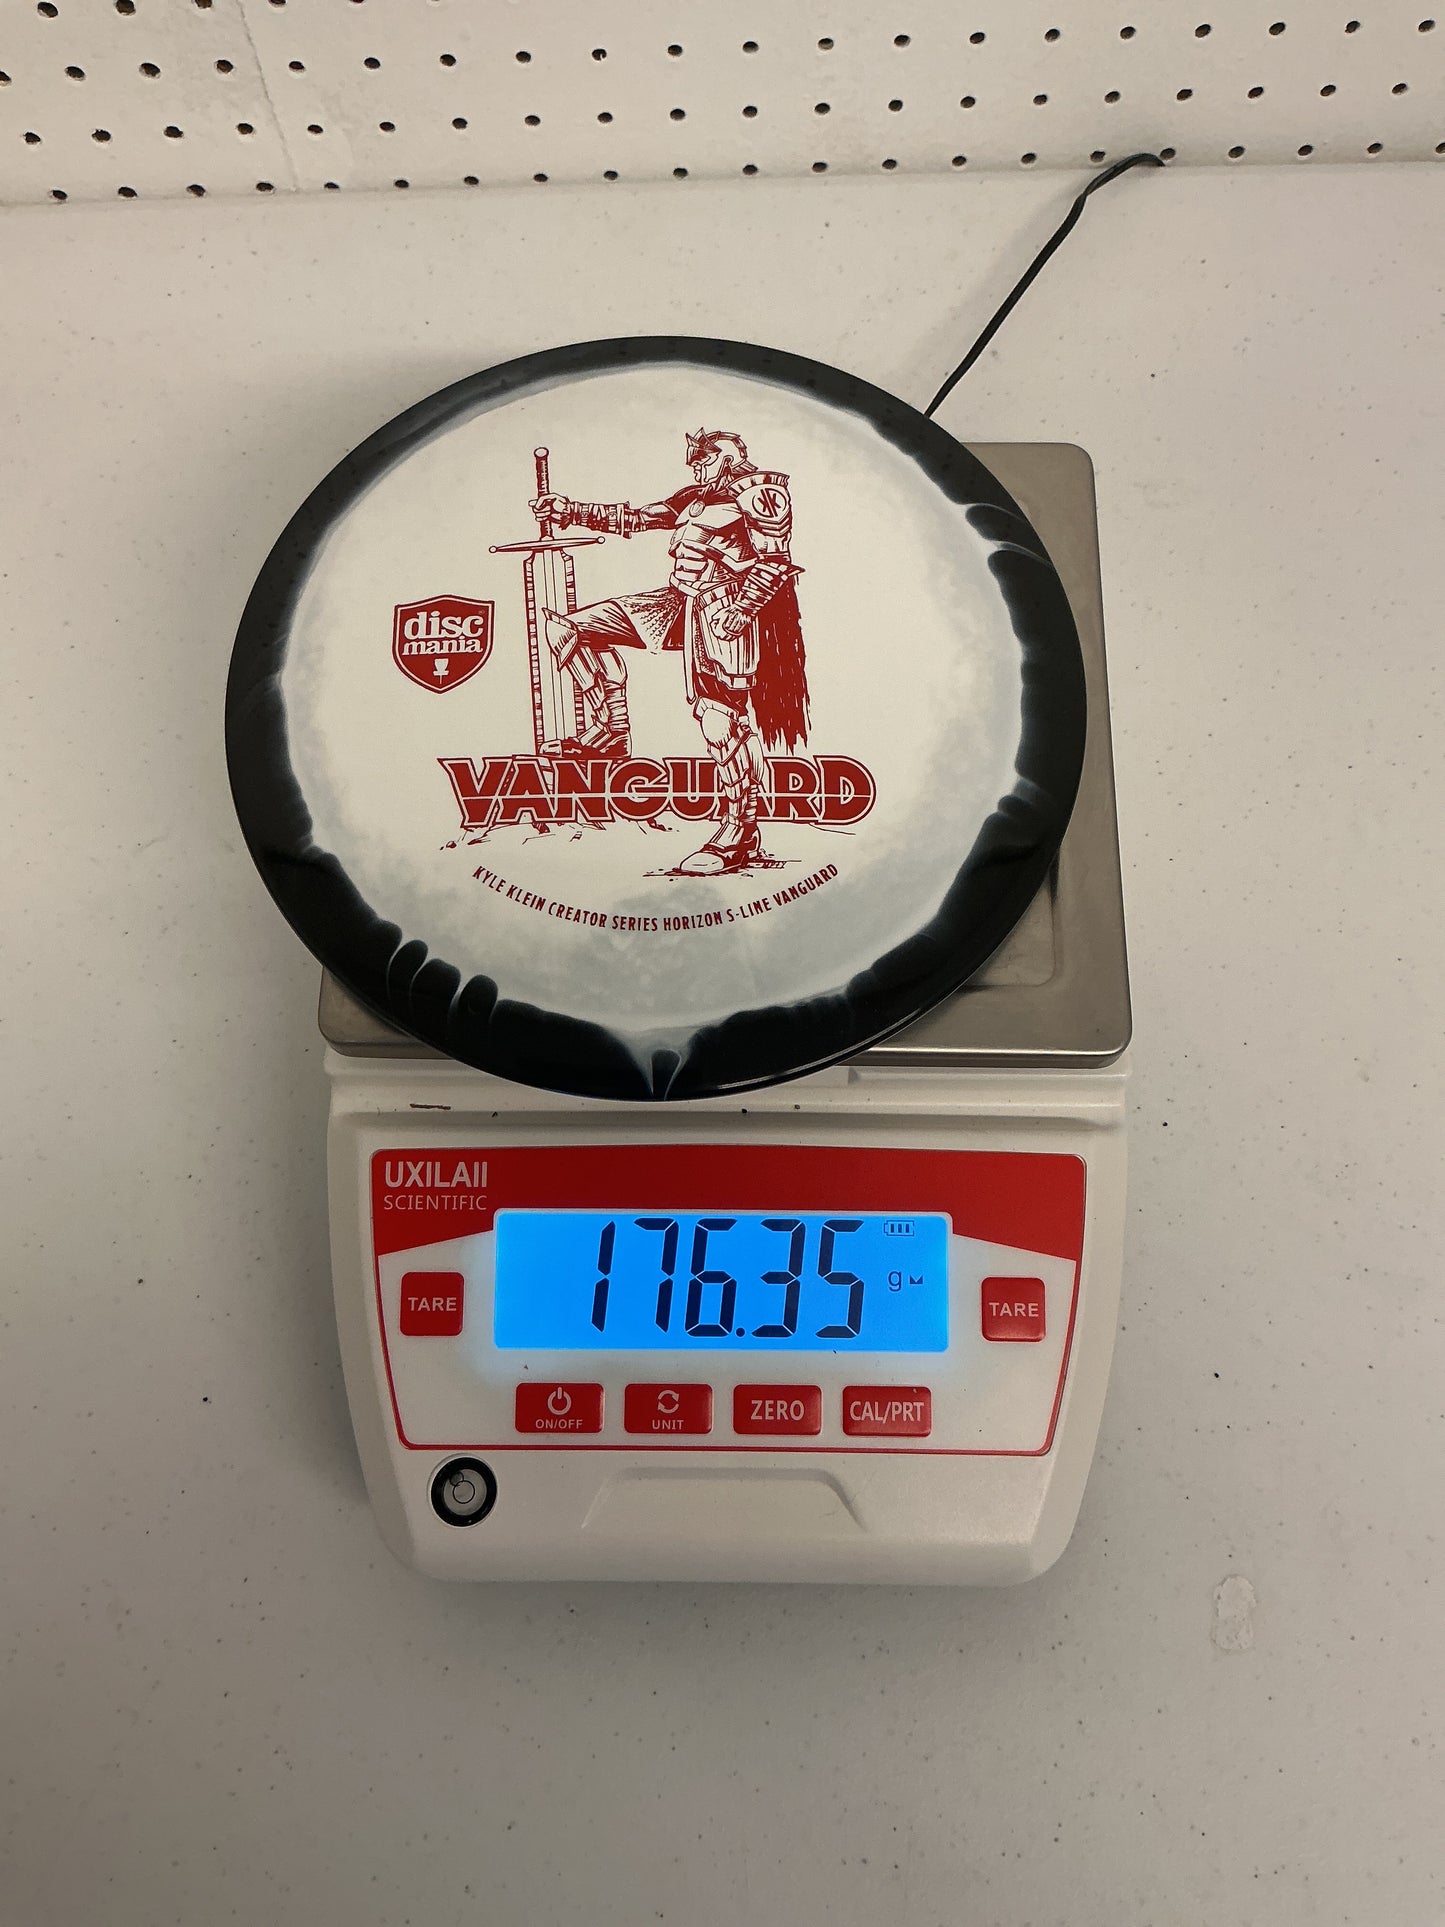 disc
mania
VANGUARD
KYLE KLEIN CREATOR SERIES HORIZON S-LINE VANGUARD
UXILAII
SCIENTIFIC
176.35
g
TARE
TARE
ON/OFF
UNIT
ZERO
CAL/PRT